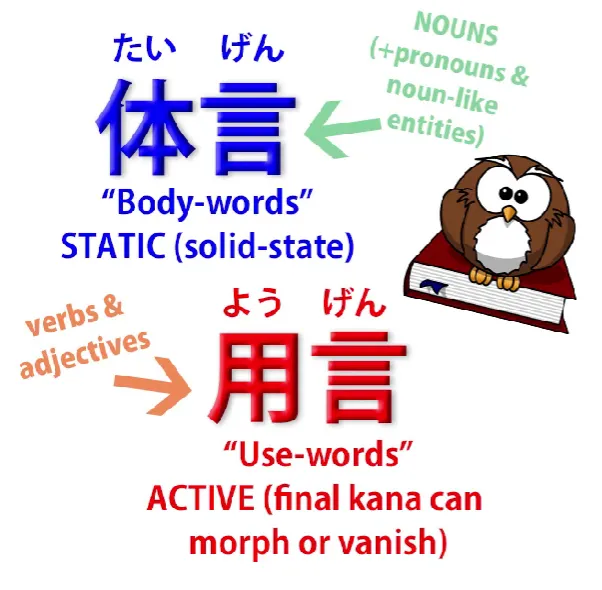 たい げん
体言
“Body-words”
STATIC (solid-state)
NOUNS
(+pronouns &
noun-like
entities)
verbs &
adjectives
よう げん
用言
“Use-words”
ACTIVE (final kana can
morph or vanish)